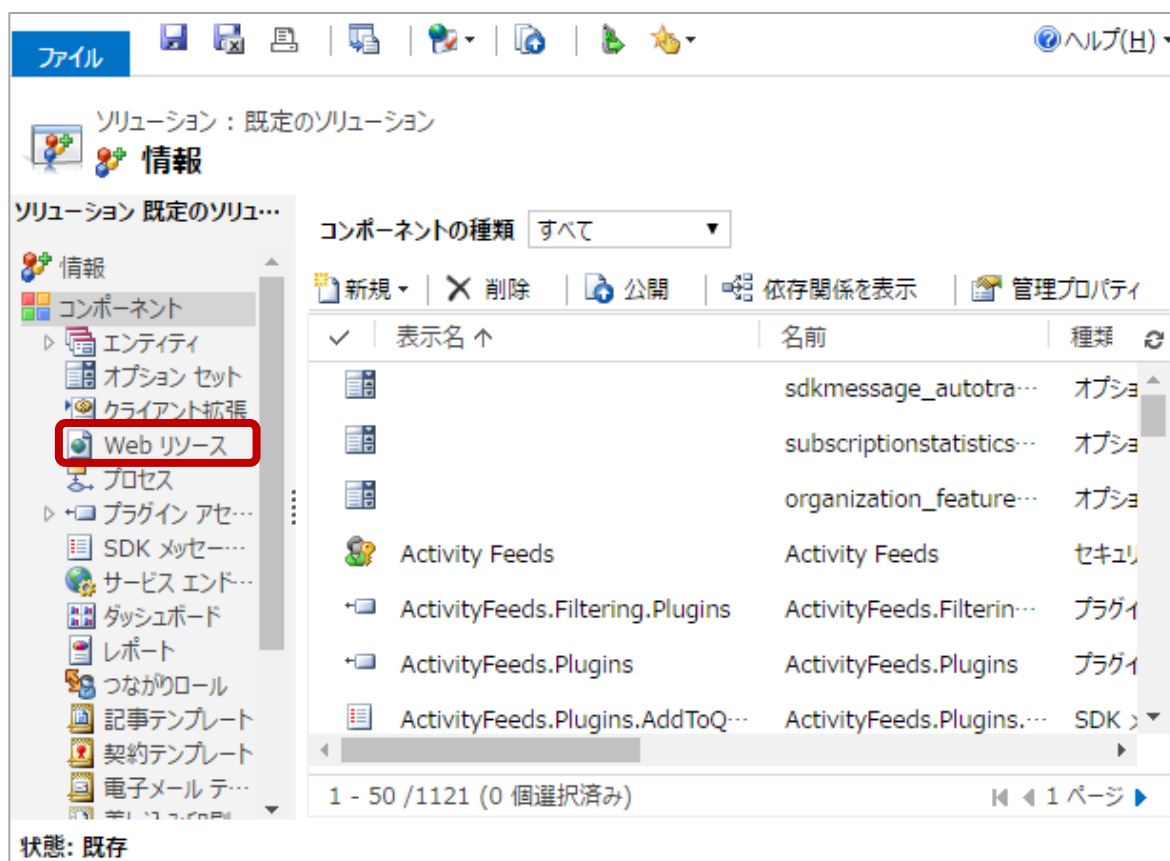 ファイル
ヘルプ(H)
ソリューション : 既定のソリューション
情報
ソリューション 既定のソリュ…
情報
コンポーネント
エンティティ
オプション セット
クライアント拡張
Web リソース
プロセス
プラグイン アセ…
SDK メッセー…
サービス エンド…
ダッシュボード
レポート
つながりロール
記事テンプレート
契約テンプレート
電子メール テ…
コンポーネントの種類 すべて
新規 削除 公開 依存関係を表示 管理プロパティ
表示名 名前 種類
sdkmessage_autotra… オプショ
subscriptionstatistics… オプショ
organization_feature… オプショ
Activity Feeds Activity Feeds セキュリ
ActivityFeeds.Filtering.Plugins ActivityFeeds.Filterin… プラグイ
ActivityFeeds.Plugins ActivityFeeds.Plugins プラグイ
ActivityFeeds.Plugins.AddToQ… ActivityFeeds.Plugins.… SDK
1 - 50 /1121 (0 個選択済み) 1 ページ
状態: 既存